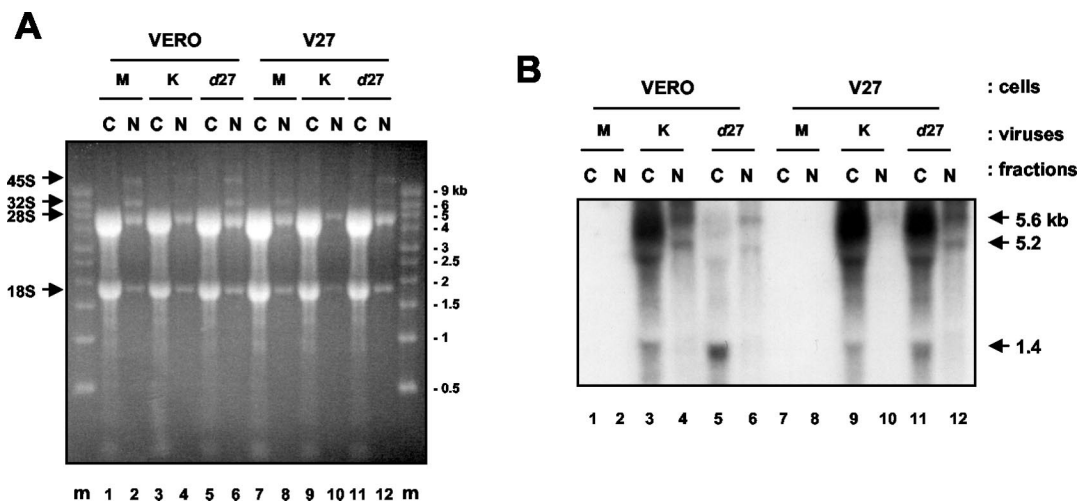 A
VERO V27
M K d27 M K d27
C N C N C N C N C N C N
45S
32S
28S
18S
- 9 kb
- 6
- 5
- 4
- 3
- 2.5
- 2
- 1.5
- 1
- 0.5
m 1 2 3 4 5 6 7 8 9 10 11 12 m
B
VERO V27 : cells
M K d27 M K d27 : viruses
C N C N C N C N C N C N : fractions
5.6 kb
5.2
1.4
1 2 3 4 5 6 7 8 9 10 11 12